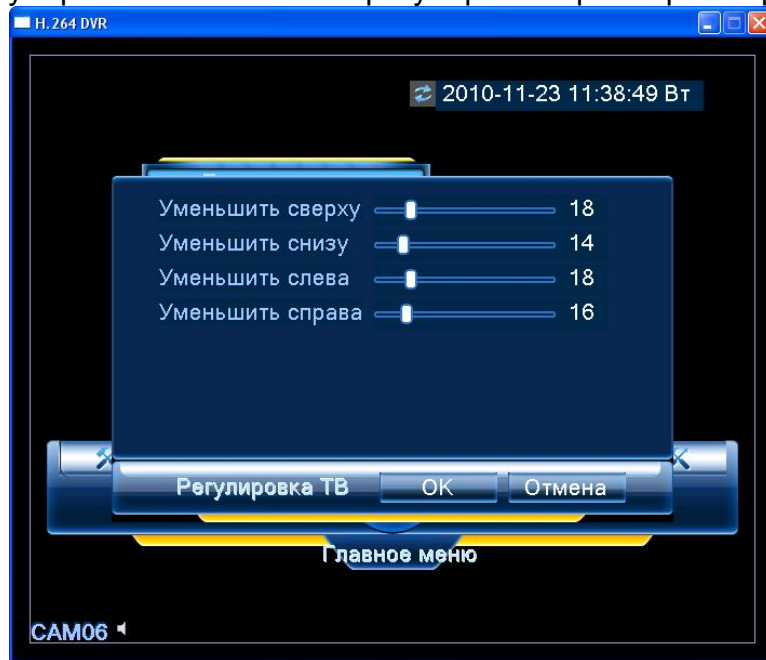 H.264 DVR
2010-11-23 11:38:49 Вт
Уменьшить сверху 18
Уменьшить снизу 14
Уменьшить слева 18
Уменьшить справа 16
Регулировка ТВ OK Отмена
Главное меню
CAM06